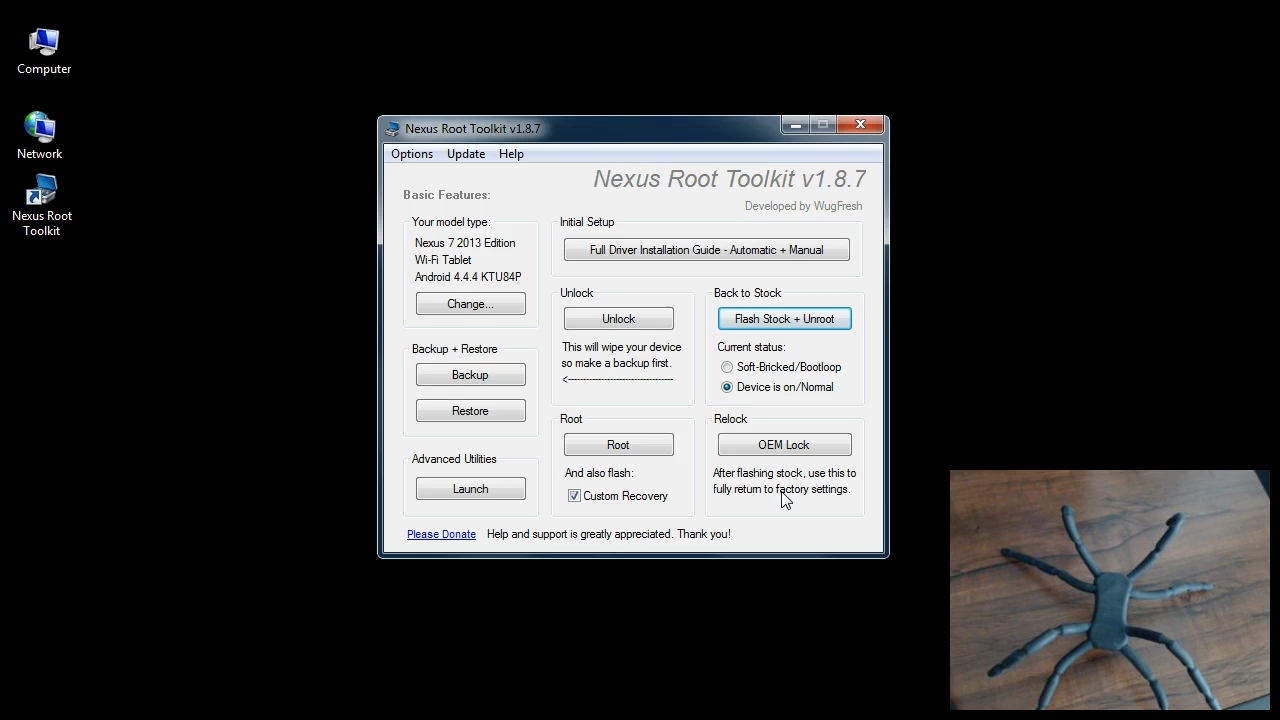 Computer
Network
Nexus Root
Toolkit
Nexus Root Toolkit v1.8.7
Options Update Help
Nexus Root Toolkit v1.8.7
Developed by WugFresh
Basic Features:
Your model type:
Nexus 7 2013 Edition
Wi-Fi Tablet
Android 4.4.4 KTU84P
Change...
Initial Setup
Full Driver Installation Guide - Automatic + Manual
Unlock
Unlock
This will wipe your device
so make a backup first.
<-----------------------------------
Back to Stock
Flash Stock + Unroot
Current status:
Soft-Bricked/Bootloop
Device is on/Normal
Backup + Restore
Backup
Restore
Root
Root
And also flash:
Custom Recovery
Relock
OEM Lock
After flashing stock, use this to
fully return to factory settings.
Advanced Utilities
Launch
Please Donate Help and support is greatly appreciated. Thank you!